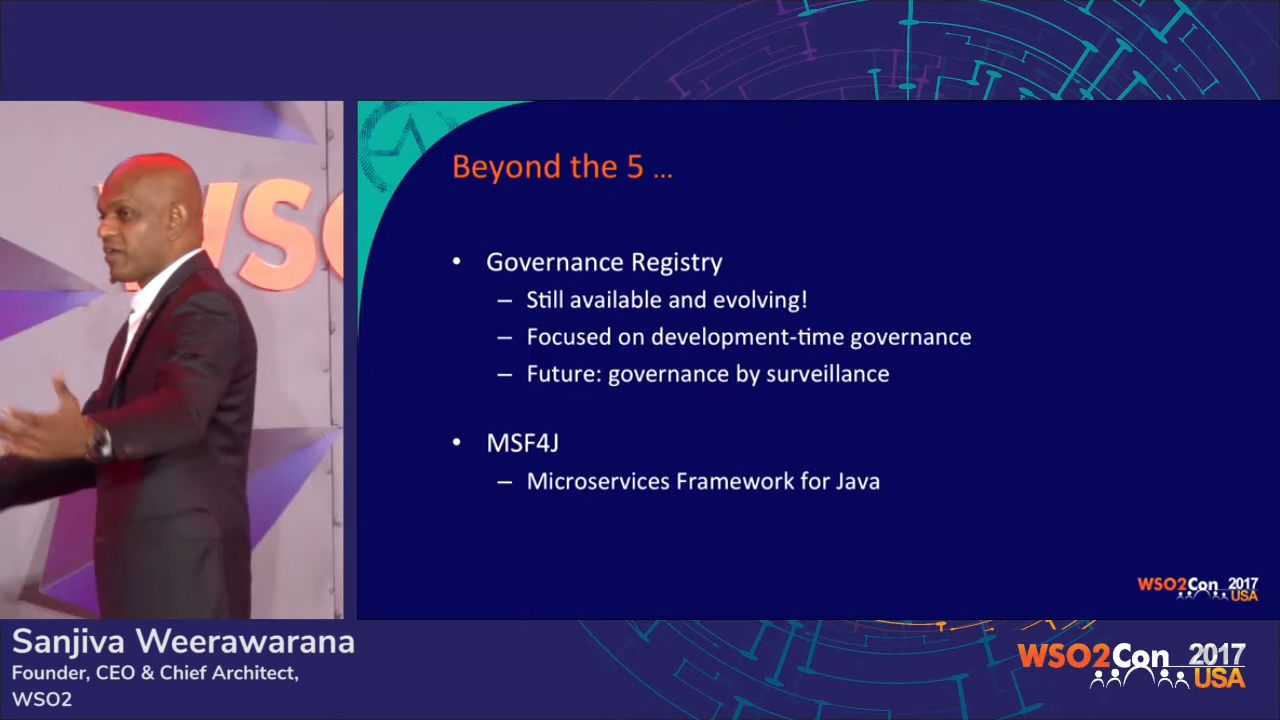 WSO
Beyond the 5 ...
• Governance Registry
– Still available and evolving!
– Focused on development-time governance
– Future: governance by surveillance
• MSF4J
– Microservices Framework for Java
WSO2Con 2017
USA
Sanjiva Weerawarana
Founder, CEO & Chief Architect,
WSO2
WSO2Con 2017
USA